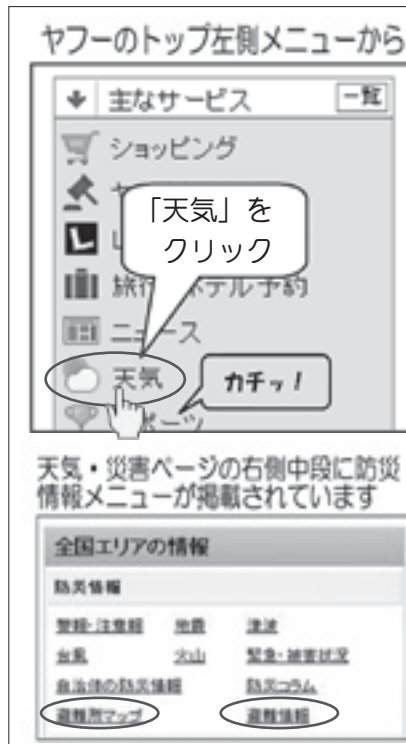 ヤフーのトップ左側メニューから
主なサービス 一覧
ショッピング
「天気」を
クリック
旅行 ホテル予約
ニュース
天気
カチッ!
天気・災害ページの右側中段に防災
情報メニューが掲載されています
全国エリアの情報
防災情報
警報・注意報 地震 津波
台風 火山 緊急・被害状況
自治体の防災情報 防災コラム
避難所マップ 避難情報